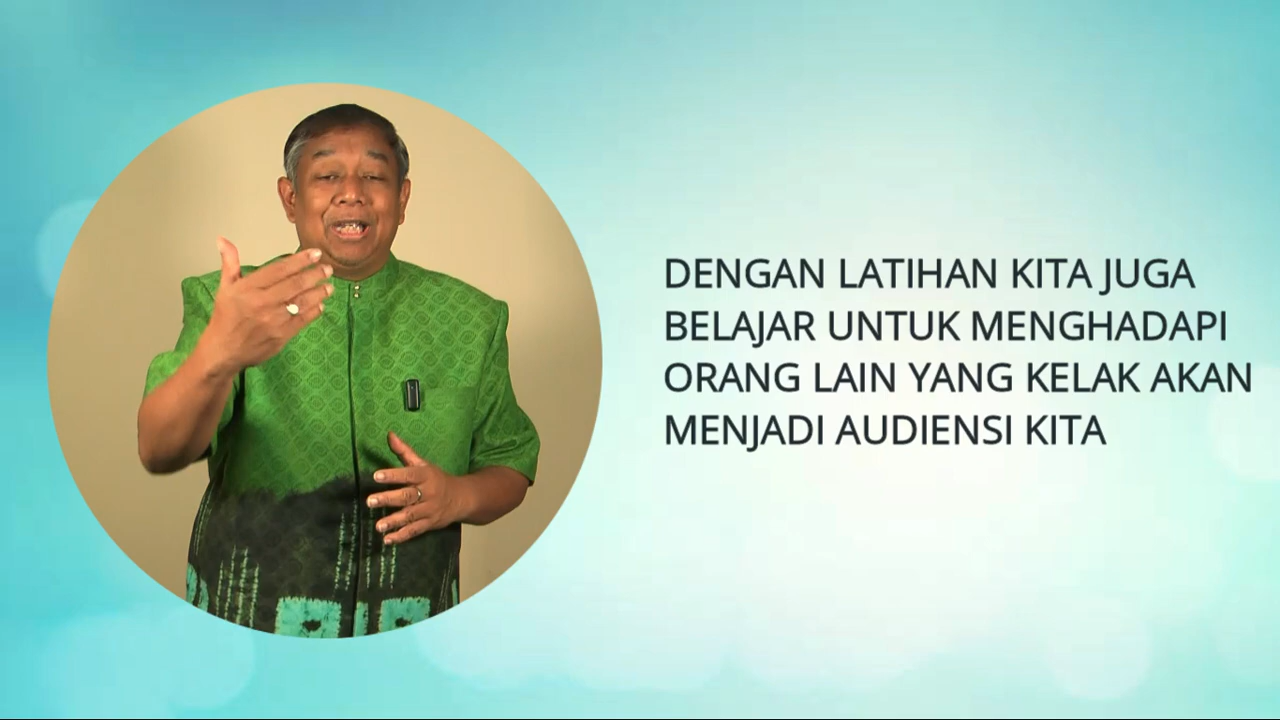 DENGAN LATIHAN KITA JUGA
BELAJAR UNTUK MENGHADAPI
ORANG LAIN YANG KELAK AKAN
MENJADI AUDIENSI KITA